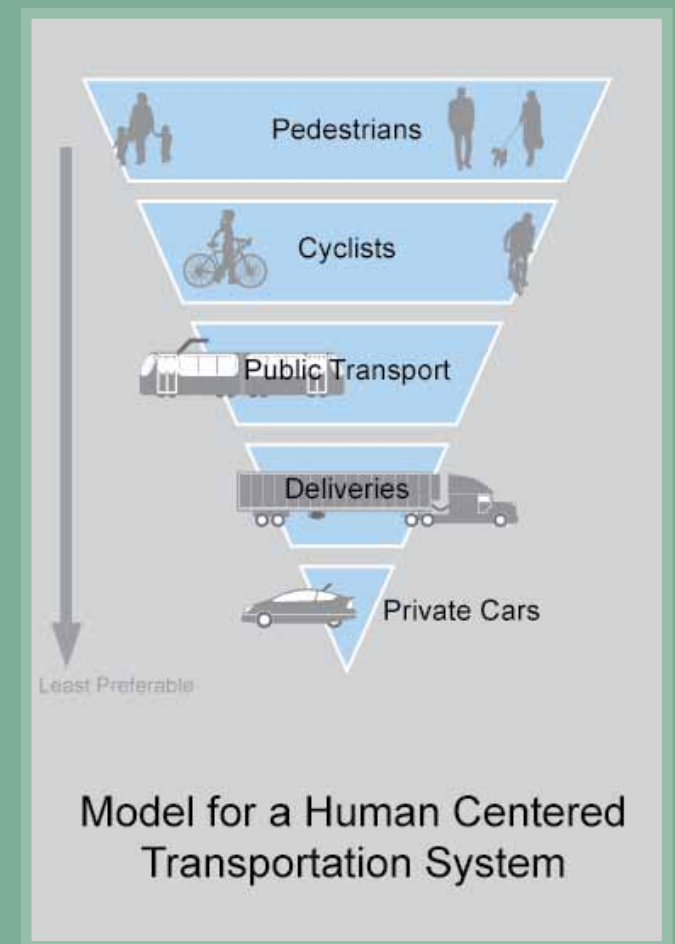 Pedestrians
Cyclists
Public Transport
Deliveries
Private Cars
Least Preferable
Model for a Human Centered
Transportation System